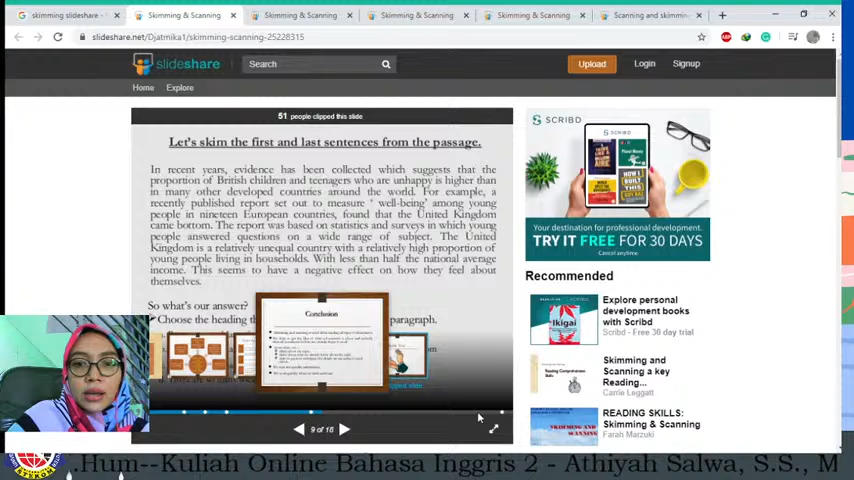 skimming slideshare - Skimming & Scanning Skimming & Scanning Skimming & Scanning Skimming & Scanning Scanning and skimming
slideshare.net/Djatmika1/skimming-scanning-25228315
slideshare Search Upload Login Signup
Home Explore
51 people clipped this slide
Let's skim the first and last sentences from the passage.
In recent years, evidence has been collected which suggests that the
proportion of British children and teenagers who are unhappy is higher than
in many other developed countries around the world. For example, a
recently published report set out to measure ' well-being' among young
people in nineteen European countries, found that the United Kingdom
came bottom. The report was based on statistics and surveys in which young
people answered questions on a wide range of subject. The United
Kingdom is a relatively unequal country with a relatively high proportion of
young people living in households. With less than half the national average
income. This seems to have a negative effect on how they feel about
themselves.
So what's our answer?
Choose the heading th
paragraph.
Conclusion
9 of 16
SCRIBD
Your destination for professional development.
TRY IT FREE FOR 30 DAYS
Cancel anytime.
Recommended
Ikigai
Explore personal
development books
with Scribd
Scribd - Free 30 day trial
Skimming and
Scanning a key
Reading...
Carrie Leggatt
READING SKILLS:
Skimming & Scanning
Farah Marzuki
.Hum--Kuliah Online Bahasa Inggris 2 - Athiyah Salwa, S.S., M